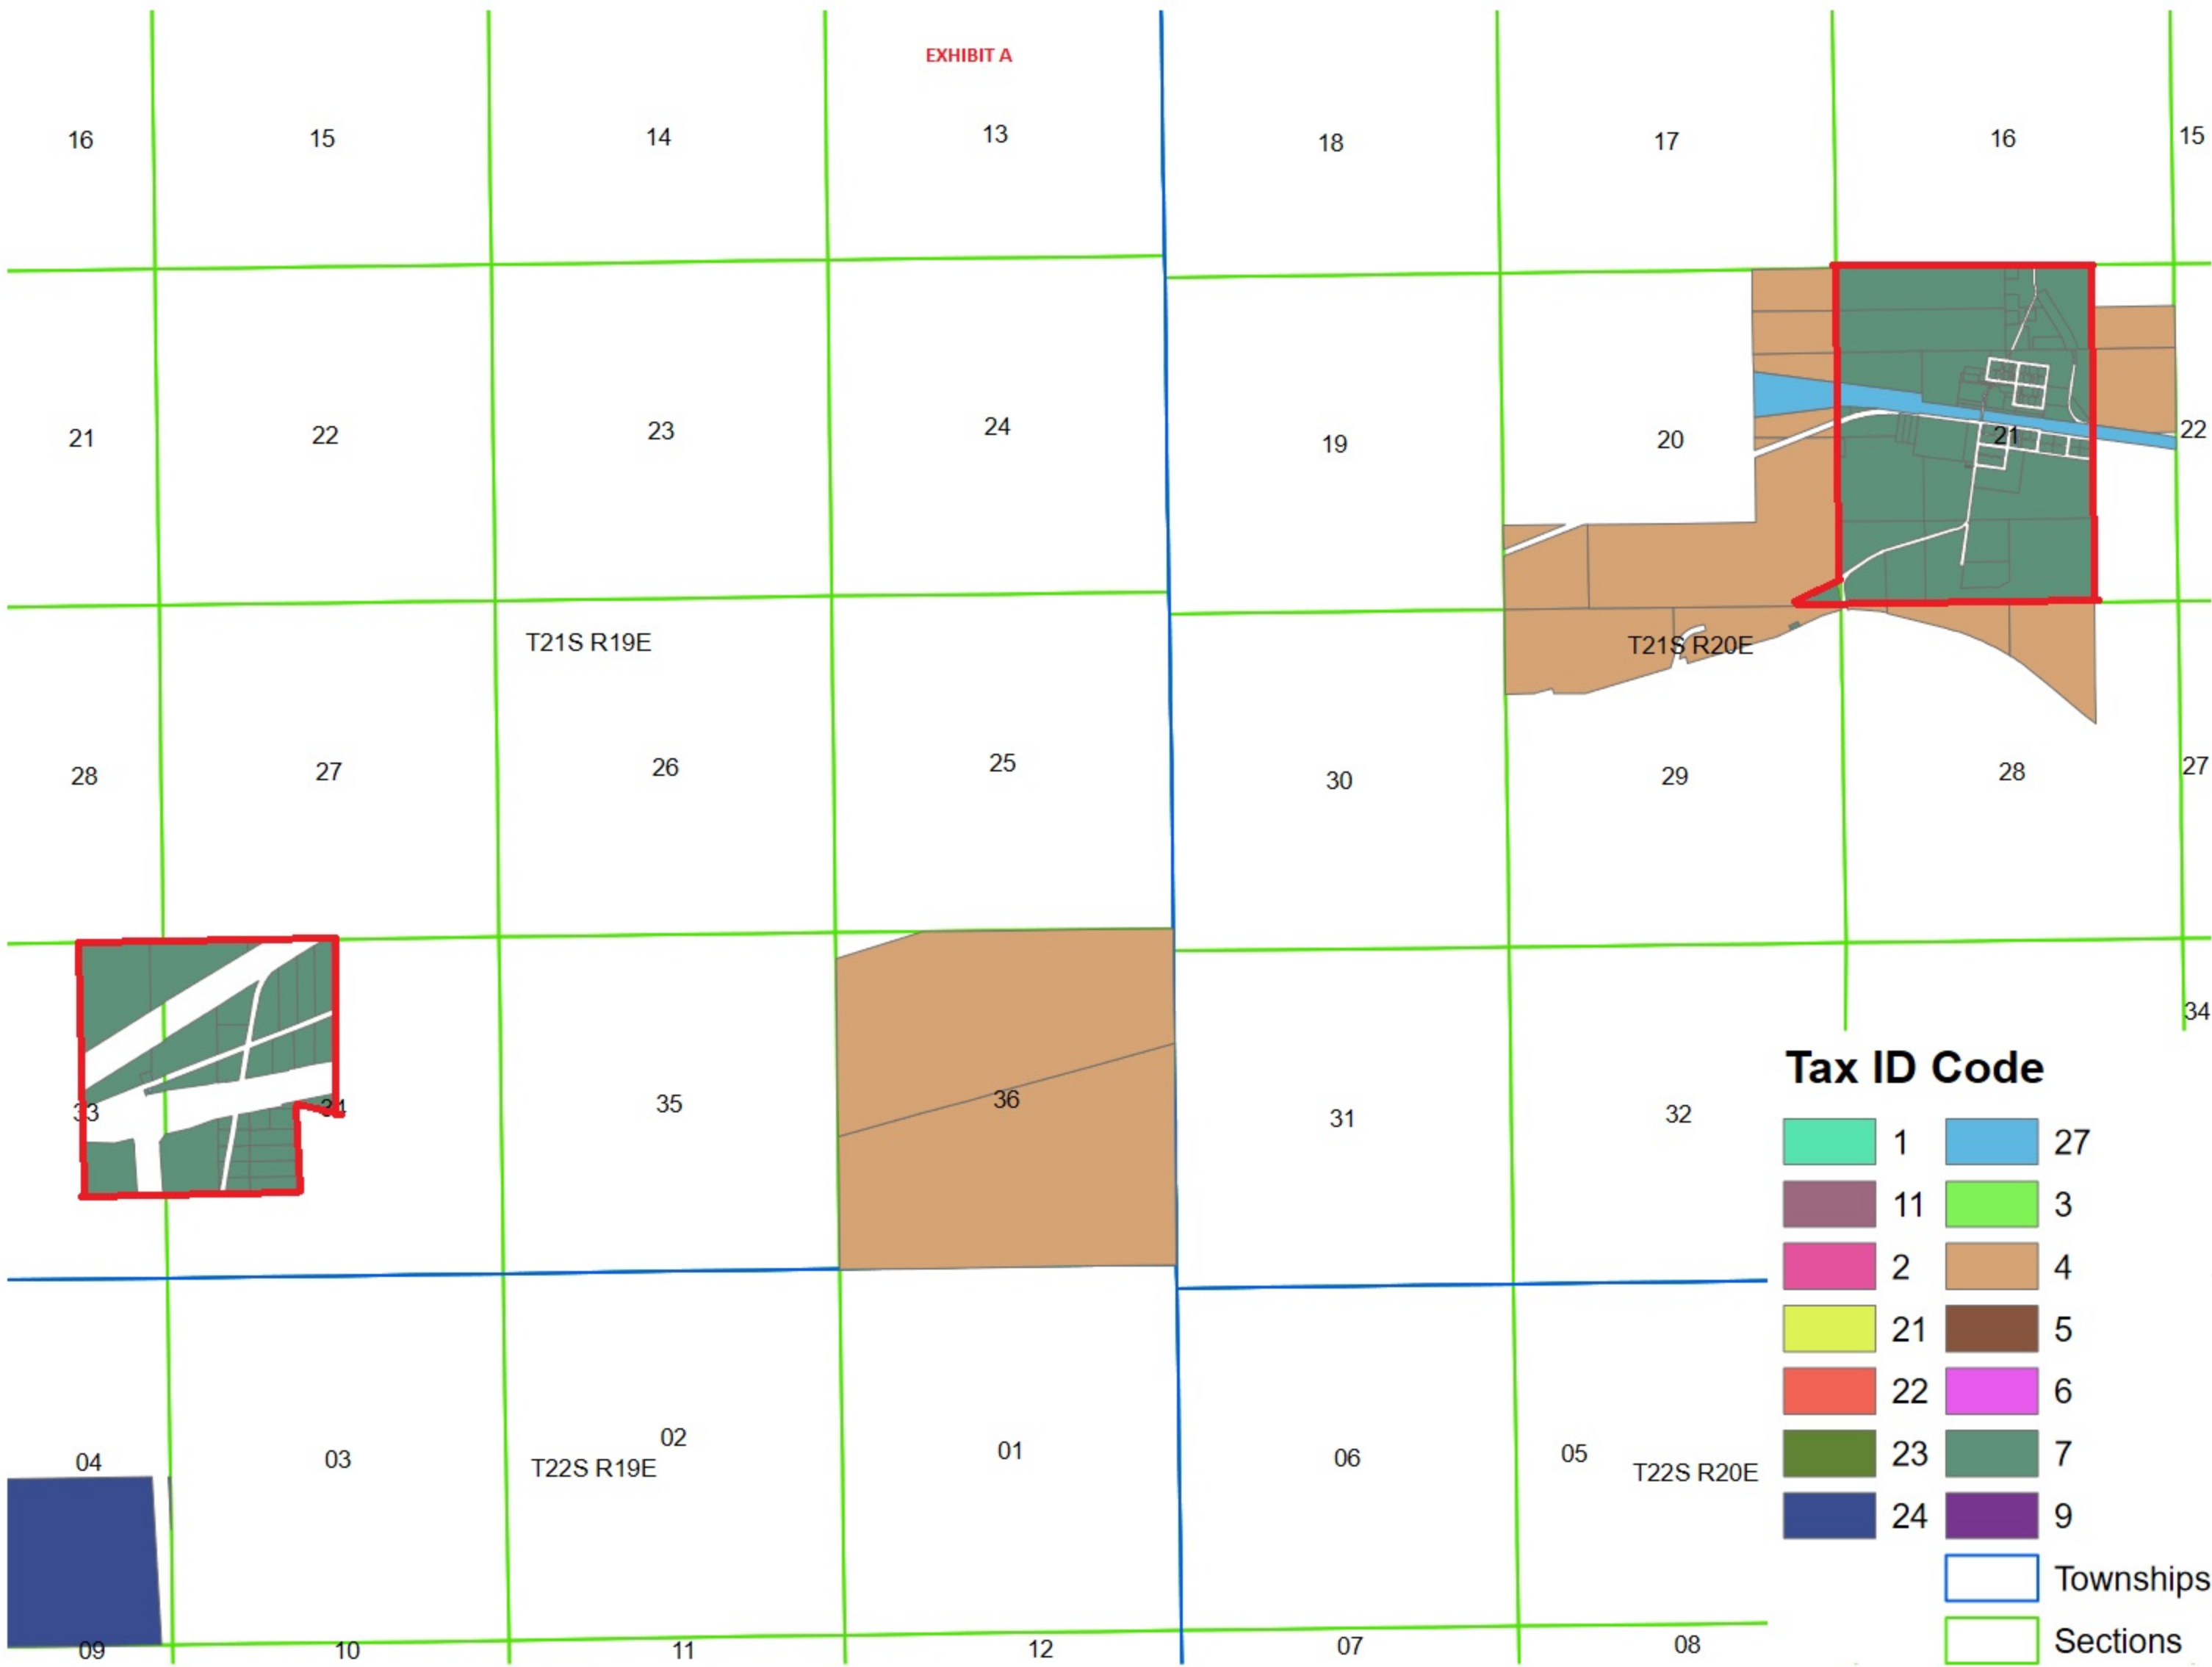 EXHIBIT A
16 15 14 13 18 17 16 15
21 22 23 24 19 20 21 22
T21S R19E T21S R20E
28 27 26 25 30 29 28 27
34
33 34 35 36 31 32
Tax ID Code
1 27
11 3
2 4
21 5
22 6
23 7
24 9
Townships
Sections
04 03 02 01 06 05
T22S R19E T22S R20E
09 10 11 12 07 08